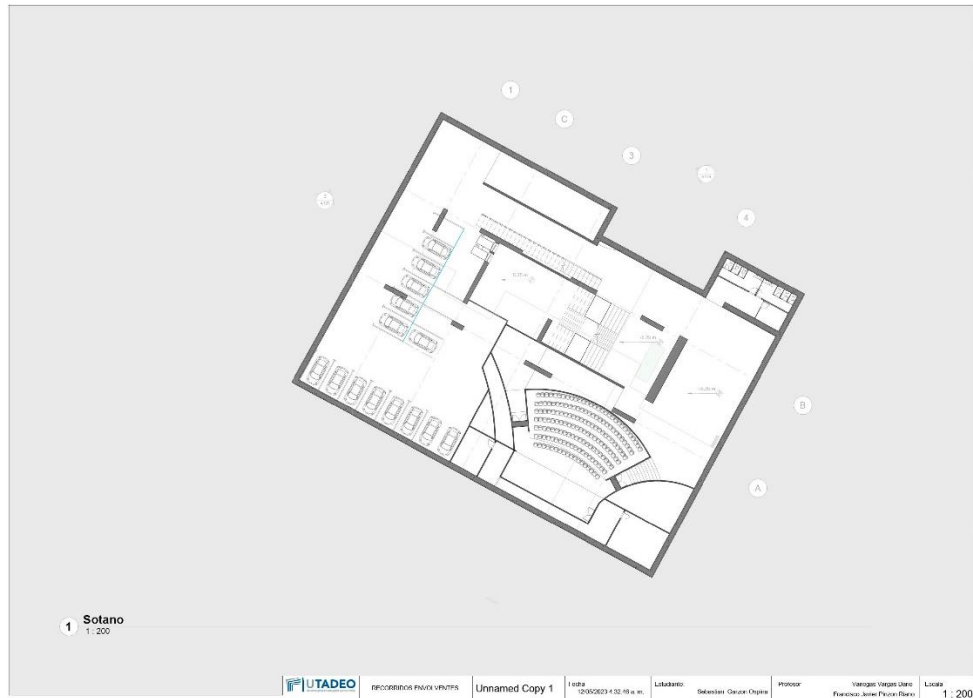 1
C
3
4
B
A
1
Sotano
1 : 200
UTADEO
RECORRIDOS ENVOLVENTES
Unnamed Copy 1
Fecha
12/05/2023 4:32:16 a. m.
Estudiante
Sebastian Garzon Ospina
Profesor
Vanegas Vargas Dario
Francisco Javier Pinzon Riano
Escala
1 : 200